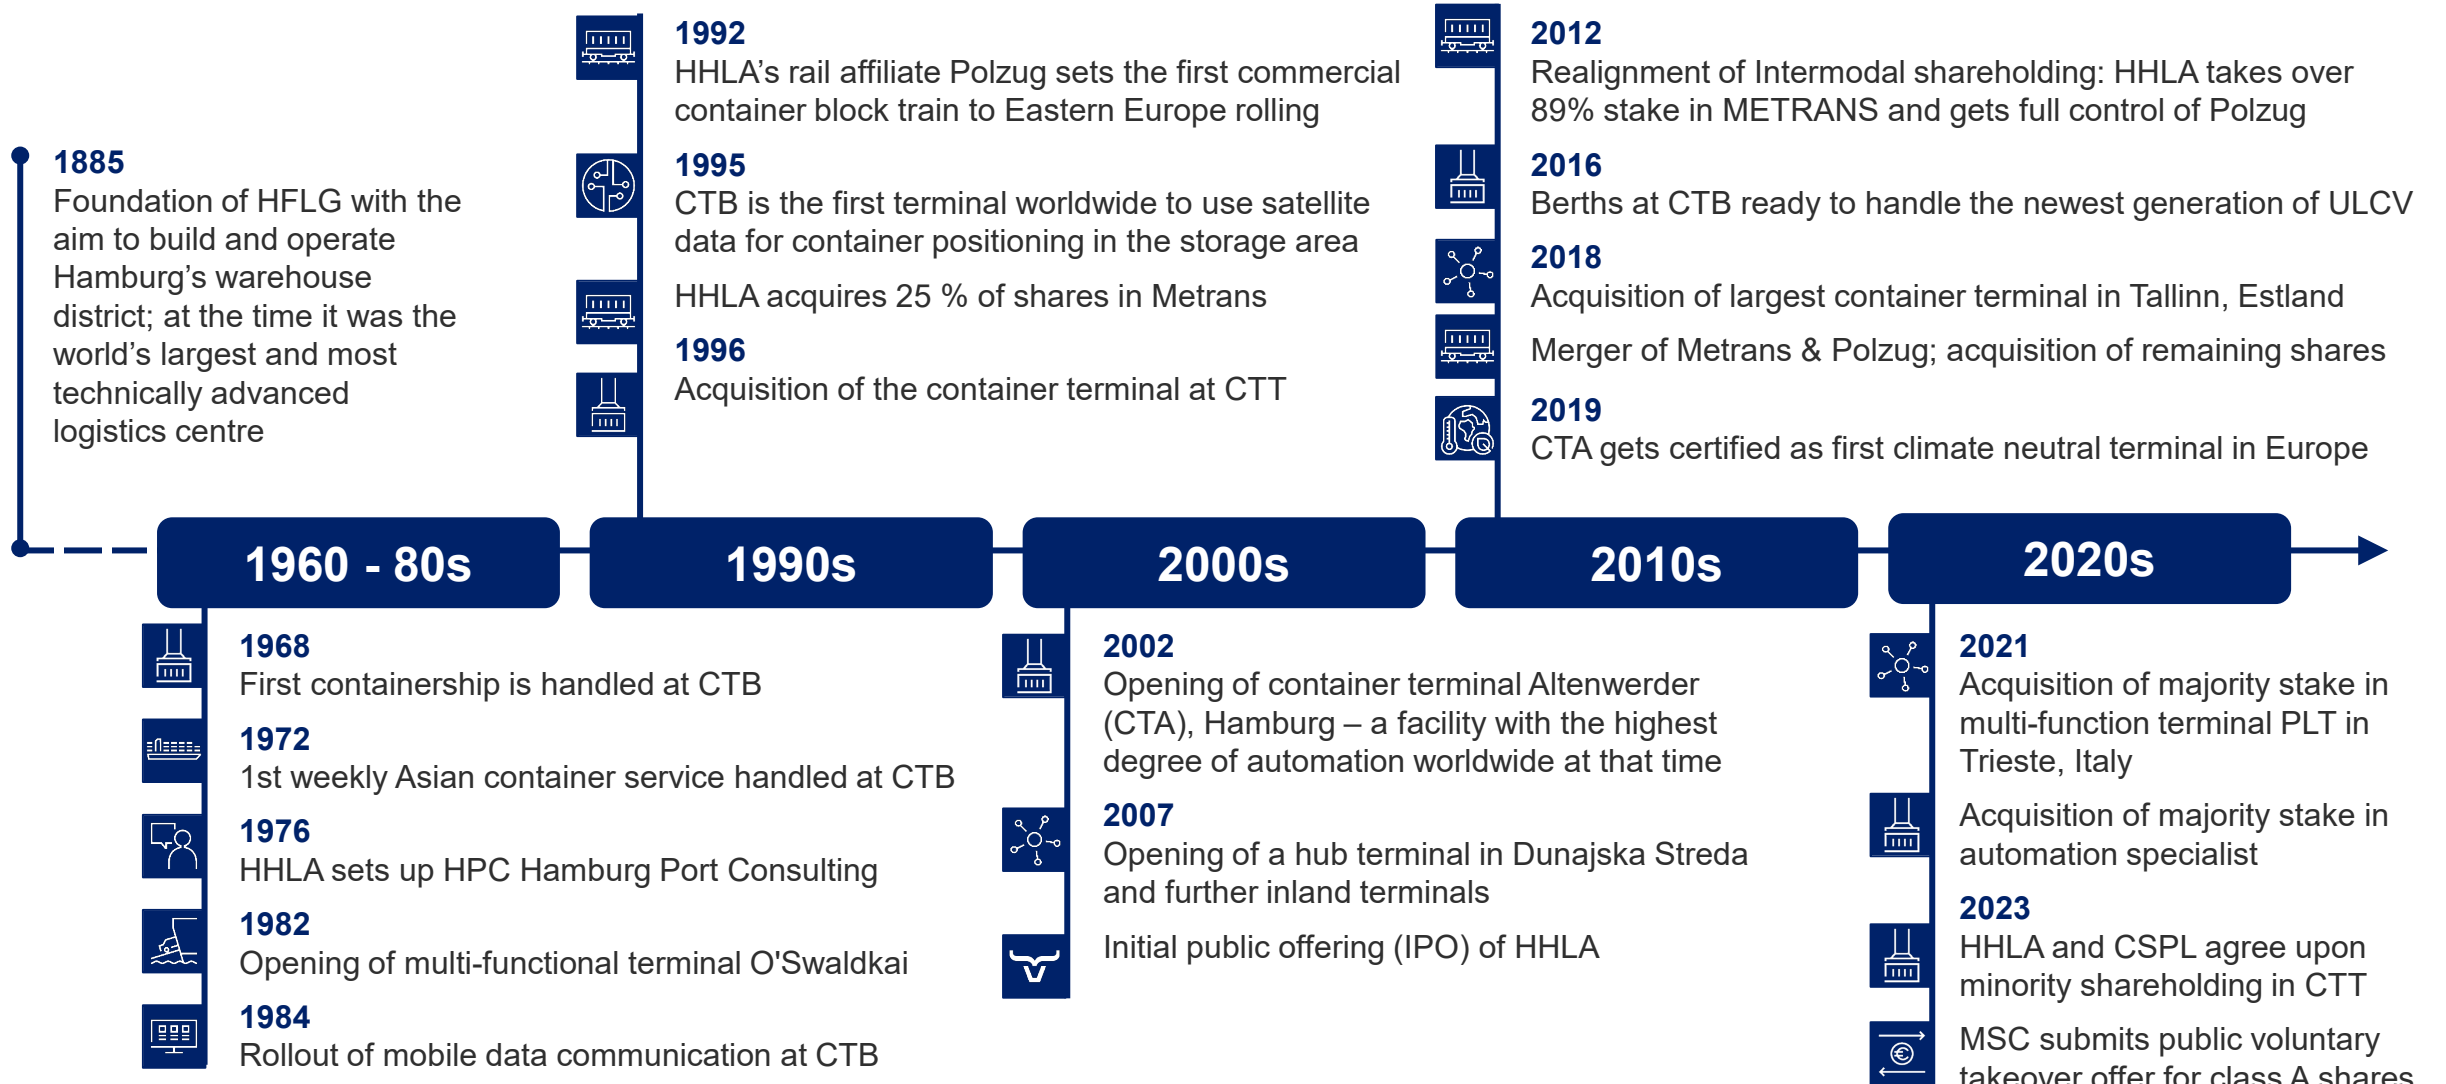 1885
Foundation of HFLG with the
aim to build and operate
Hamburg’s warehouse
district; at the time it was the
world’s largest and most
technically advanced
logistics centre
1992
HHLA’s rail affiliate Polzug sets the first commercial
container block train to Eastern Europe rolling
1995
CTB is the first terminal worldwide to use satellite
data for container positioning in the storage area
HHLA acquires 25 % of shares in Metrans
1996
Acquisition of the container terminal at CTT
2012
Realignment of Intermodal shareholding: HHLA takes over
89% stake in METRANS and gets full control of Polzug
2016
Berths at CTB ready to handle the newest generation of ULCV
2018
Acquisition of largest container terminal in Tallinn, Estland
Merger of Metrans & Polzug; acquisition of remaining shares
2019
CTA gets certified as first climate neutral terminal in Europe
1960 - 80s
1990s
2000s
2010s
2020s
1968
First containership is handled at CTB
1972
1st weekly Asian container service handled at CTB
1976
HHLA sets up HPC Hamburg Port Consulting
1982
Opening of multi-functional terminal O'Swaldkai
1984
Rollout of mobile data communication at CTB
2002
Opening of container terminal Altenwerder
(CTA), Hamburg – a facility with the highest
degree of automation worldwide at that time
2007
Opening of a hub terminal in Dunajska Streda
and further inland terminals
Initial public offering (IPO) of HHLA
2021
Acquisition of majority stake in
multi-function terminal PLT in
Trieste, Italy
Acquisition of majority stake in
automation specialist
2023
HHLA and CSPL agree upon
minority shareholding in CTT
MSC submits public voluntary
takeover offer for class A shares